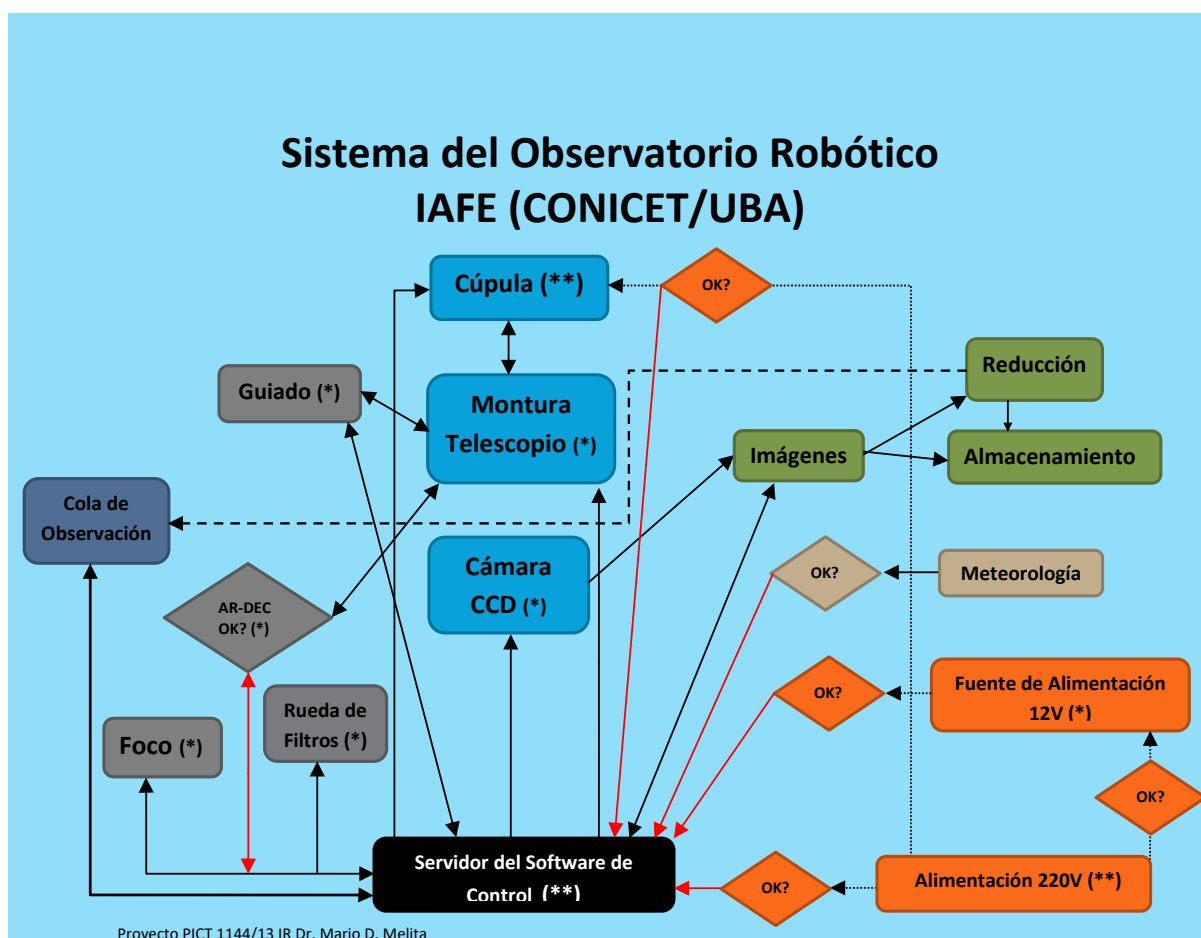 Sistema del Observatorio Robótico
IAFE (CONICET/UBA)
Cúpula (**)
OK?
Guiado (*)
Montura
Telescopio (*)
Reducción
Imágenes
Almacenamiento
Cola de
Observación
Cámara
CCD (*)
OK?
Meteorología
AR-DEC
OK? (*)
Rueda de
Filtros (*)
Foco (*)
OK?
Fuente de Alimentación
12V (*)
OK?
Servidor del Software de
Control (**)
OK?
Alimentación 220V (**)
Proyecto PICT 1144/13 IR Dr. Mario D. Melita